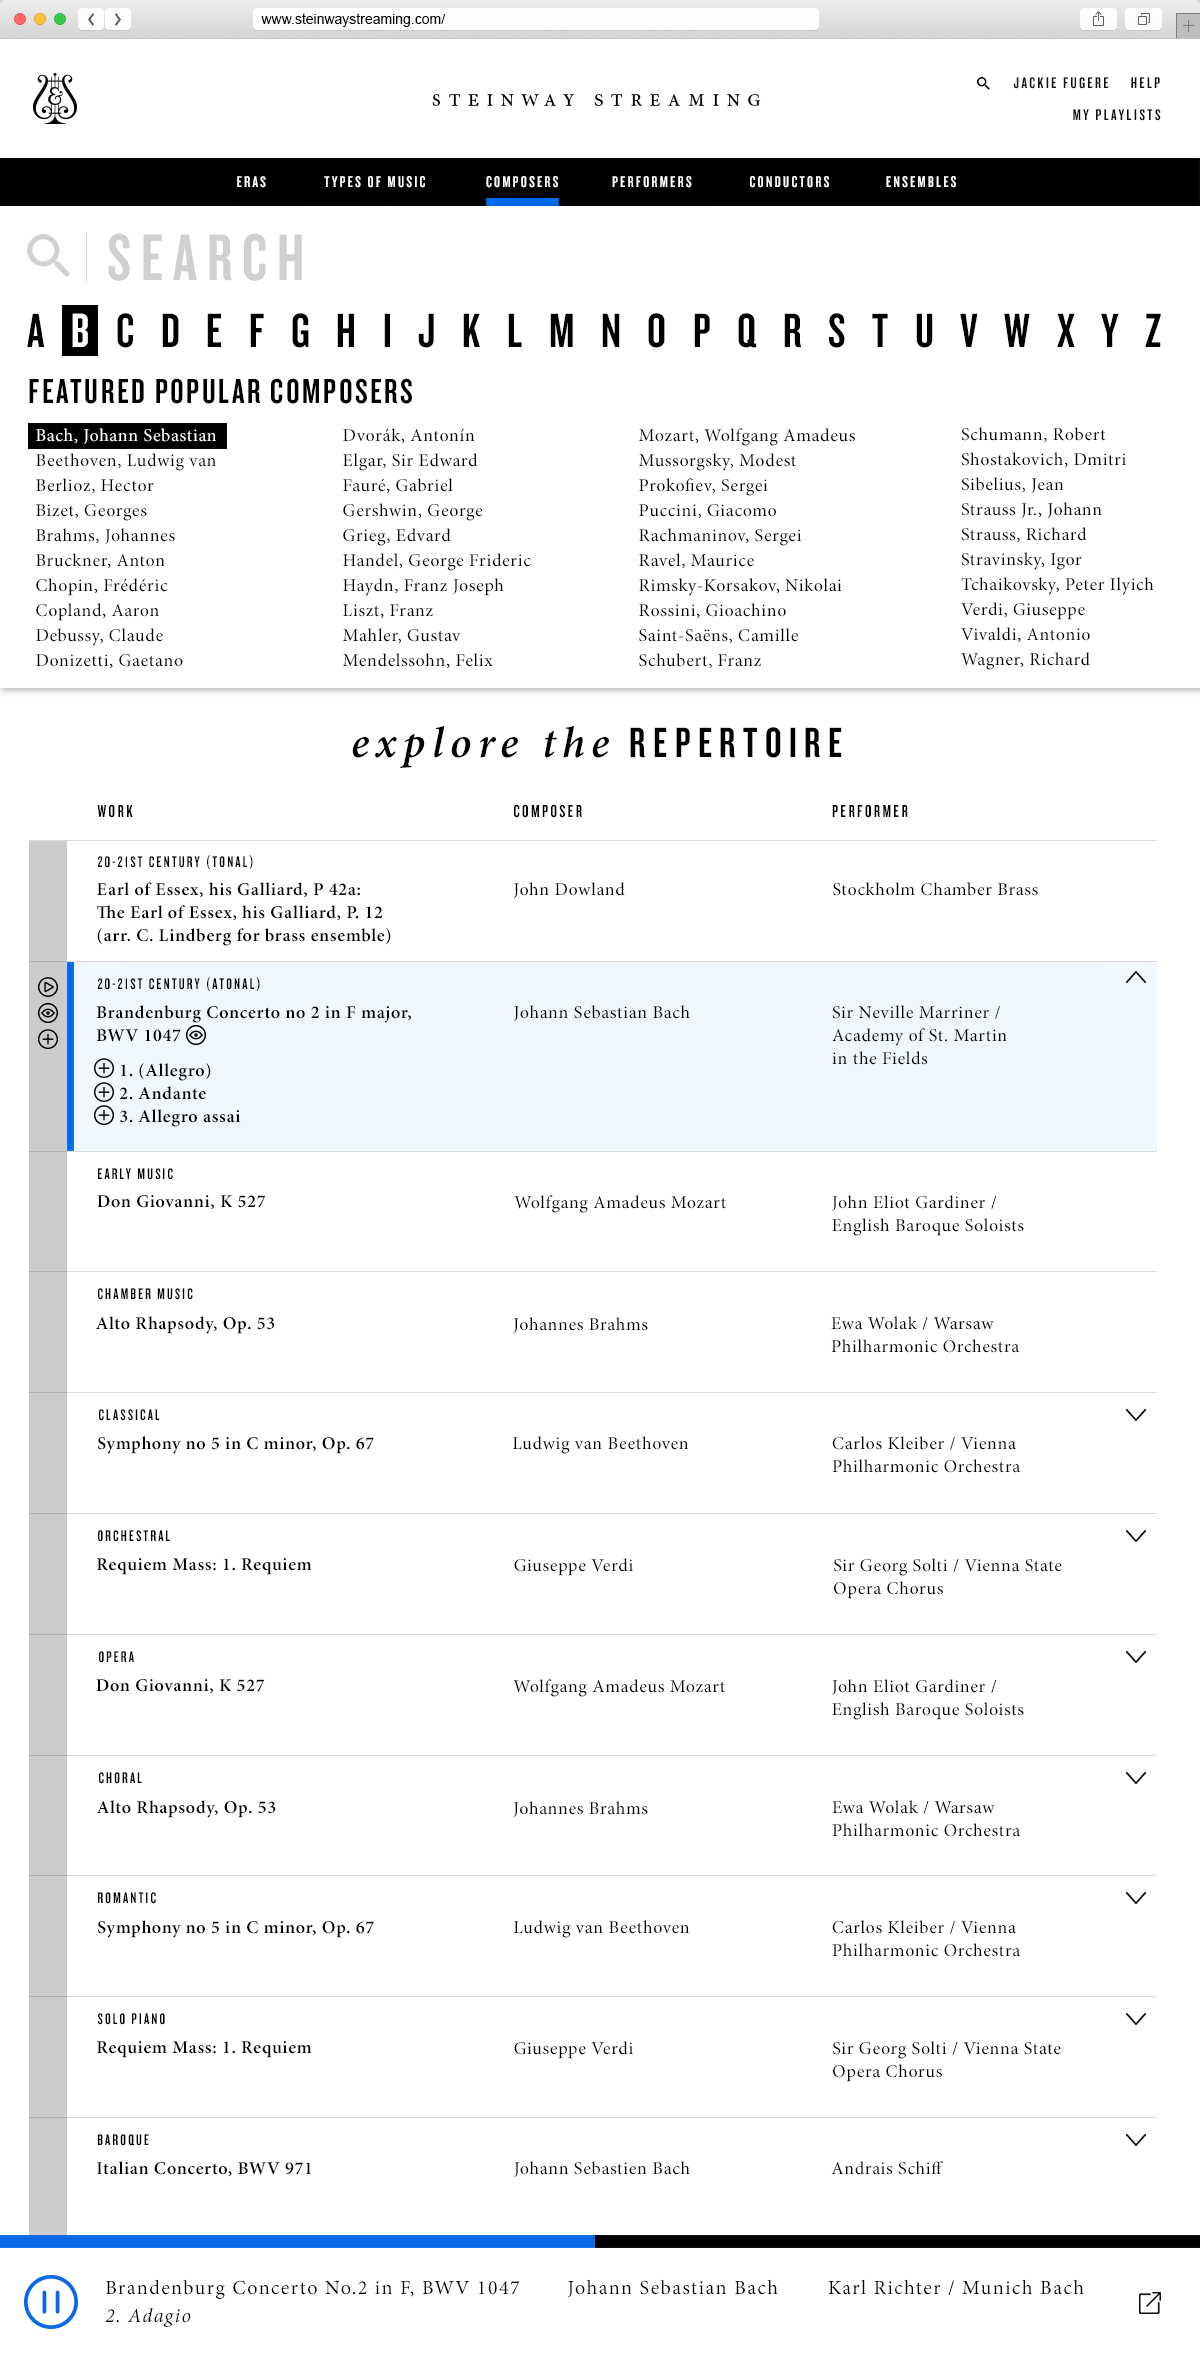 www.steinwaystreaming.com/
STEINWAY STREAMING
JACKIE FUGERE HELP
MY PLAYLISTS
ERAS TYPES OF MUSIC COMPOSERS PERFORMERS CONDUCTORS ENSEMBLES
SEARCH
A B C D E F G H I J K L M N O P Q R S T U V W X Y Z
FEATURED POPULAR COMPOSERS
Bach, Johann Sebastian
Beethoven, Ludwig van
Berlioz, Hector
Bizet, Georges
Brahms, Johannes
Bruckner, Anton
Chopin, Frédéric
Copland, Aaron
Debussy, Claude
Donizetti, Gaetano
Dvorák, Antonín
Elgar, Sir Edward
Fauré, Gabriel
Gershwin, George
Grieg, Edvard
Handel, George Frideric
Haydn, Franz Joseph
Liszt, Franz
Mahler, Gustav
Mendelssohn, Felix
Mozart, Wolfgang Amadeus
Mussorgsky, Modest
Prokofiev, Sergei
Puccini, Giacomo
Rachmaninov, Sergei
Ravel, Maurice
Rimsky-Korsakov, Nikolai
Rossini, Gioachino
Saint-Saëns, Camille
Schubert, Franz
Schumann, Robert
Shostakovich, Dmitri
Sibelius, Jean
Strauss Jr., Johann
Strauss, Richard
Stravinsky, Igor
Tchaikovsky, Peter Ilyich
Verdi, Giuseppe
Vivaldi, Antonio
Wagner, Richard
explore the REPERTOIRE
WORK COMPOSER PERFORMER
20-21ST CENTURY (TONAL)
Earl of Essex, his Galliard, P 42a:
The Earl of Essex, his Galliard, P. 12
(arr. C. Lindberg for brass ensemble)
John Dowland
Stockholm Chamber Brass
20-21ST CENTURY (ATONAL)
Brandenburg Concerto no 2 in F major,
BWV 1047
1. (Allegro)
2. Andante
3. Allegro assai
Johann Sebastian Bach
Sir Neville Marriner /
Academy of St. Martin
in the Fields
EARLY MUSIC
Don Giovanni, K 527
Wolfgang Amadeus Mozart
John Eliot Gardiner /
English Baroque Soloists
CHAMBER MUSIC
Alto Rhapsody, Op. 53
Johannes Brahms
Ewa Wolak / Warsaw
Philharmonic Orchestra
CLASSICAL
Symphony no 5 in C minor, Op. 67
Ludwig van Beethoven
Carlos Kleiber / Vienna
Philharmonic Orchestra
ORCHESTRAL
Requiem Mass: 1. Requiem
Giuseppe Verdi
Sir Georg Solti / Vienna State
Opera Chorus
OPERA
Don Giovanni, K 527
Wolfgang Amadeus Mozart
John Eliot Gardiner /
English Baroque Soloists
CHORAL
Alto Rhapsody, Op. 53
Johannes Brahms
Ewa Wolak / Warsaw
Philharmonic Orchestra
ROMANTIC
Symphony no 5 in C minor, Op. 67
Ludwig van Beethoven
Carlos Kleiber / Vienna
Philharmonic Orchestra
SOLO PIANO
Requiem Mass: 1. Requiem
Giuseppe Verdi
Sir Georg Solti / Vienna State
Opera Chorus
BAROQUE
Italian Concerto, BWV 971
Johann Sebastien Bach
Andrais Schiff
Brandenburg Concerto No.2 in F, BWV 1047
2. Adagio
Johann Sebastian Bach
Karl Richter / Munich Bach